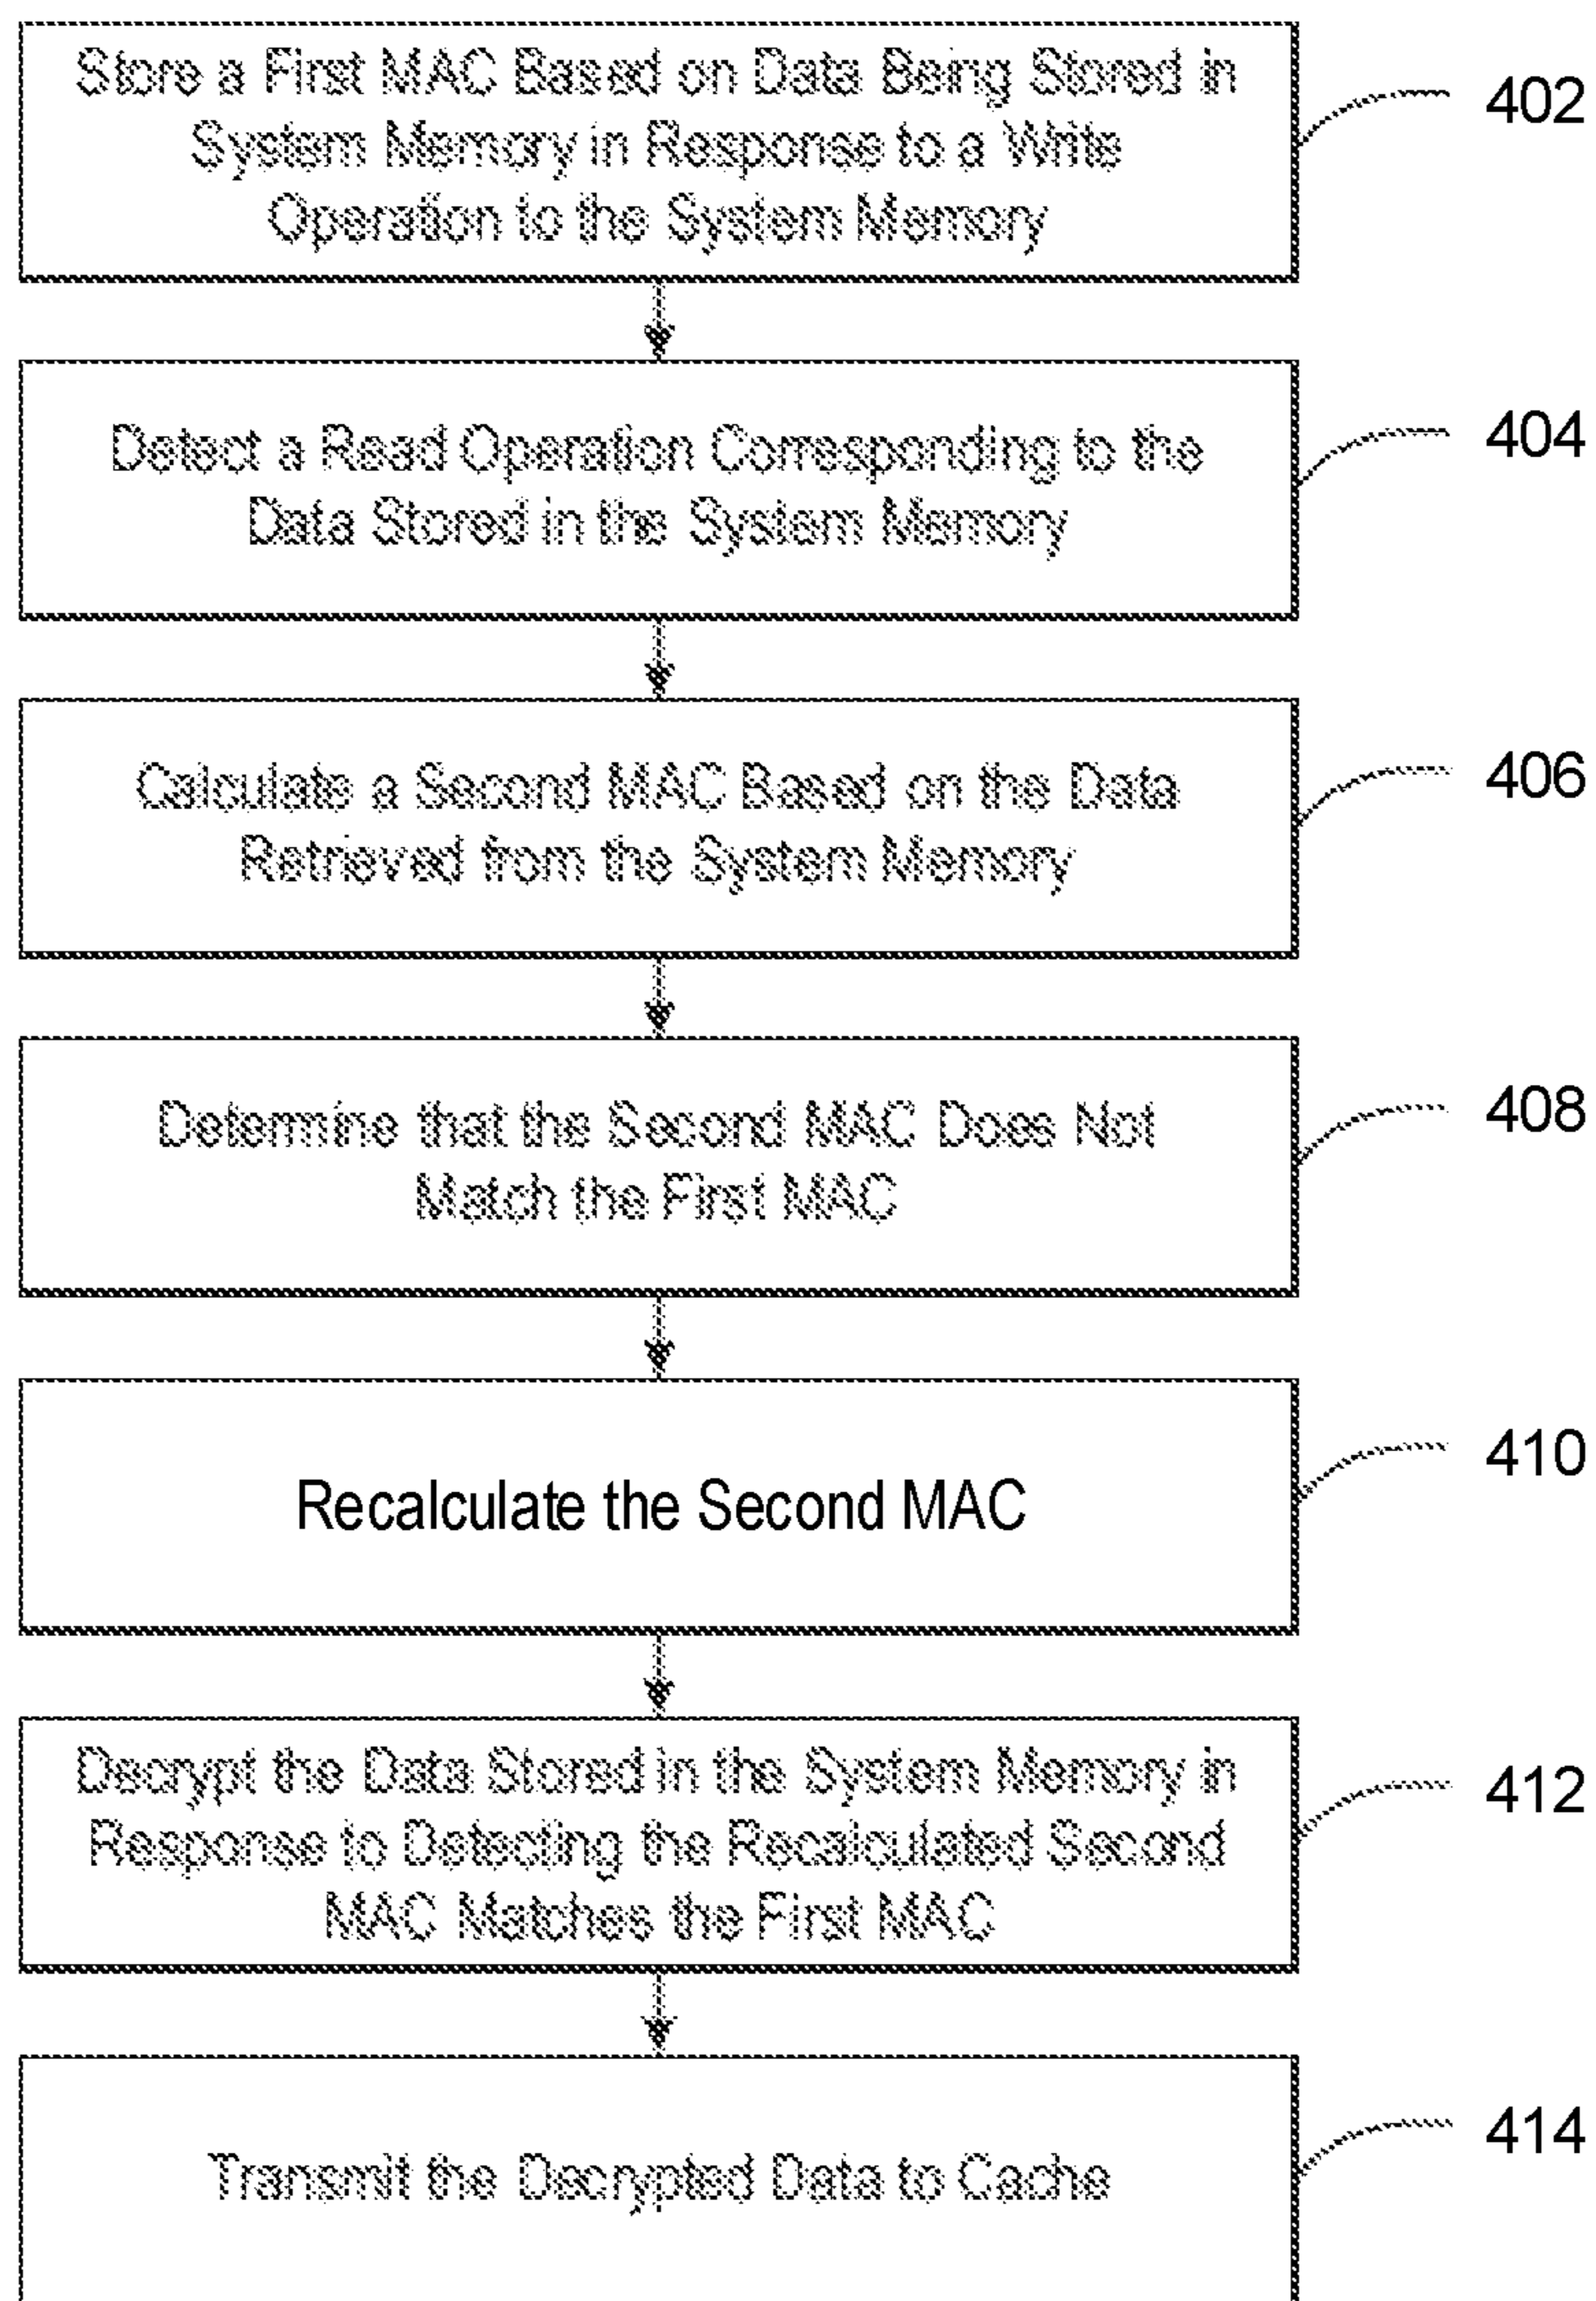 Store a First MAC Based on Data Being Stored in
System Memory in Response to a Write
Operation to the System Memory
402
Detect a Read Operation Corresponding to the
Data Stored in the System Memory
404
Calculate a Second MAC Based on the Data
Retrieved from the System Memory
406
Determine that the Second MAC Does Not
Match the First MAC
408
Recalculate the Second MAC
410
Decrypt the Data Stored in the System Memory in
Response to Detecting the Recalculated Second
MAC Matches the First MAC
412
Transmit the Decrypted Data to Cache
414